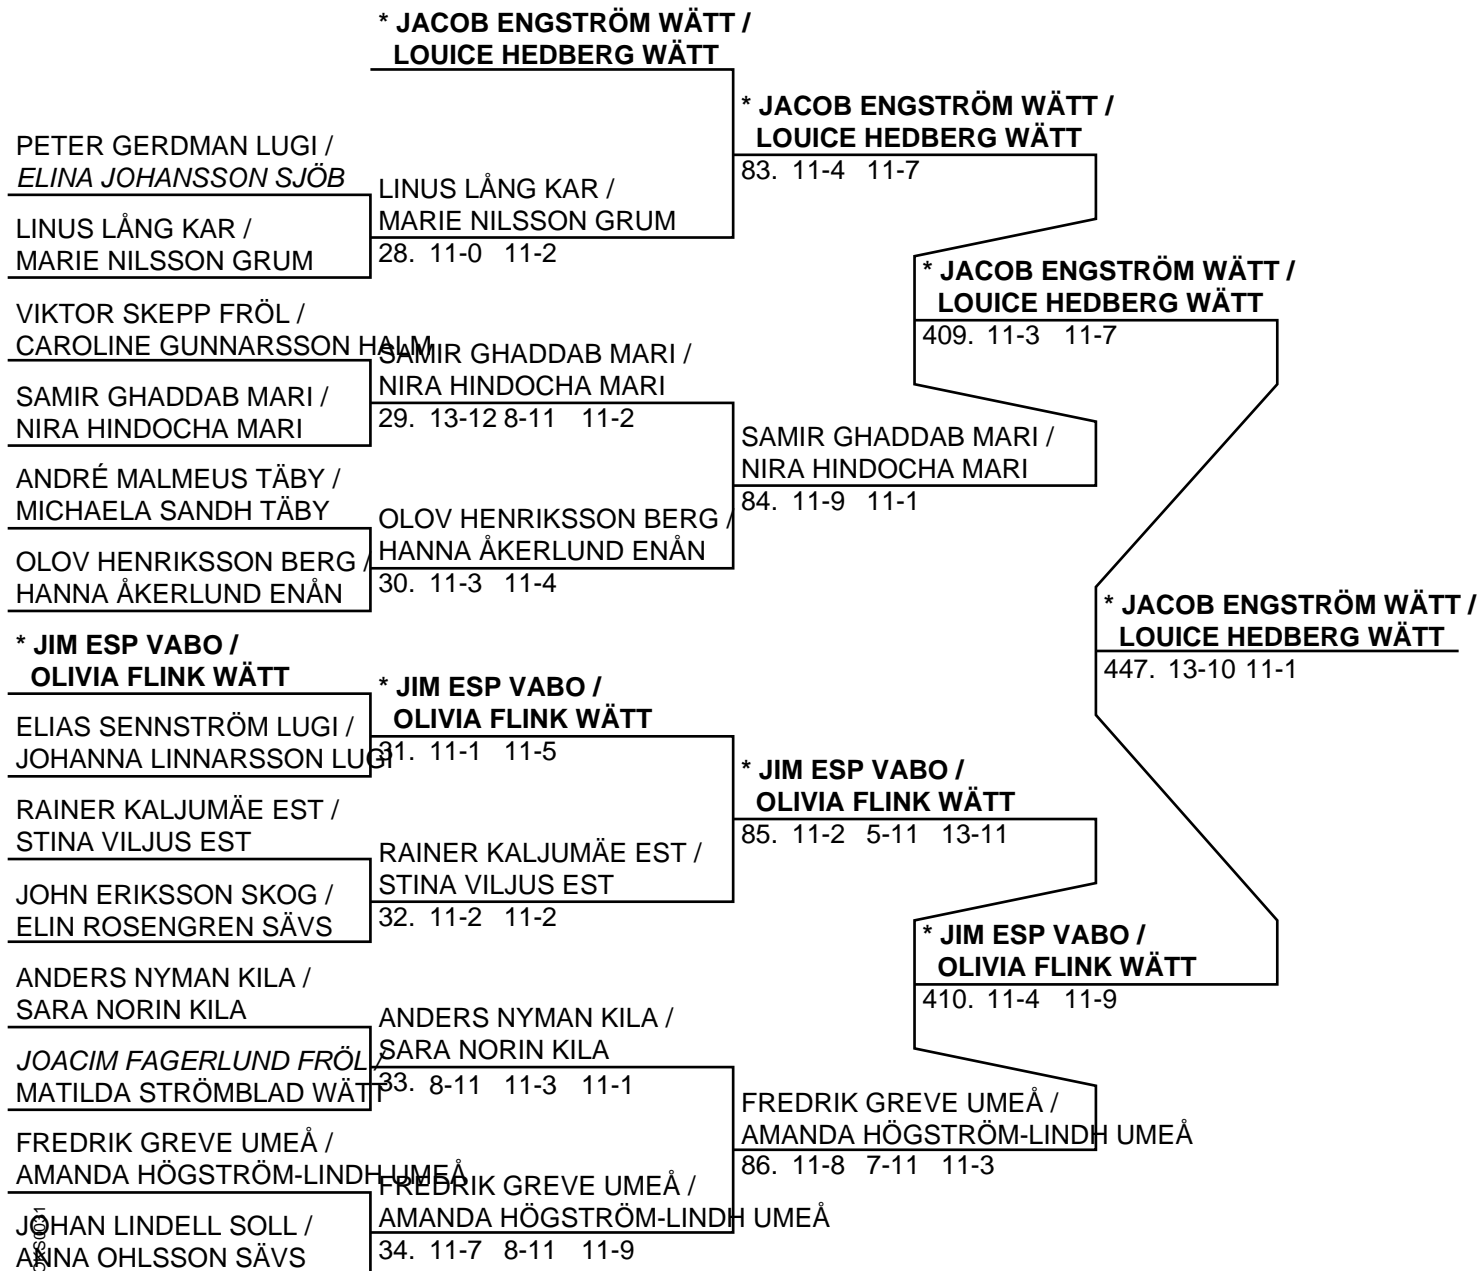 * JACOB ENGSTRÖM WÄTT /
LOUICE HEDBERG WÄTT
PETER GERDMAN LUGI /
ELINA JOHANSSON SJÖB
LINUS LÅNG KAR /
MARIE NILSSON GRUM
VIKTOR SKEPP FRÖL /
CAROLINE GUNNARSSON HALM
SAMIR GHADDAB MARI /
NIRA HINDOCHA MARI
ANDRÉ MALMEUS TÄBY /
MICHAELA SANDH TÄBY
OLOV HENRIKSSON BERG /
HANNA ÅKERLUND ENÅN
* JIM ESP VABO /
OLIVIA FLINK WÄTT
ELIAS SENNSTRÖM LUGI /
JOHANNA LINNARSSON LUGI
RAINER KALJUMÄE EST /
STINA VILJUS EST
JOHN ERIKSSON SKOG /
ELIN ROSENGREN SÄVS
ANDERS NYMAN KILA /
SARA NORIN KILA
JOACIM FAGERLUND FRÖL /
MATILDA STRÖMBLAD WÄTT
FREDRIK GREVE UMEÅ /
AMANDA HÖGSTRÖM-LINDH UMEÅ
JOHAN LINDELL SOLL /
ANNA OHLSSON SÄVS
LINUS LÅNG KAR /
MARIE NILSSON GRUM
28. 11-0 11-2
SAMIR GHADDAB MARI /
NIRA HINDOCHA MARI
29. 13-12 8-11 11-2
OLOV HENRIKSSON BERG /
HANNA ÅKERLUND ENÅN
30. 11-3 11-4
* JIM ESP VABO /
OLIVIA FLINK WÄTT
31. 11-1 11-5
RAINER KALJUMÄE EST /
STINA VILJUS EST
32. 11-2 11-2
ANDERS NYMAN KILA /
SARA NORIN KILA
33. 8-11 11-3 11-1
FREDRIK GREVE UMEÅ /
AMANDA HÖGSTRÖM-LINDH UMEÅ
34. 11-7 8-11 11-9
* JACOB ENGSTRÖM WÄTT /
LOUICE HEDBERG WÄTT
83. 11-4 11-7
SAMIR GHADDAB MARI /
NIRA HINDOCHA MARI
84. 11-9 11-1
* JIM ESP VABO /
OLIVIA FLINK WÄTT
85. 11-2 5-11 13-11
FREDRIK GREVE UMEÅ /
AMANDA HÖGSTRÖM-LINDH UMEÅ
86. 11-8 7-11 11-3
* JACOB ENGSTRÖM WÄTT /
LOUICE HEDBERG WÄTT
409. 11-3 11-7
* JIM ESP VABO /
OLIVIA FLINK WÄTT
410. 11-4 11-9
* JACOB ENGSTRÖM WÄTT /
LOUICE HEDBERG WÄTT
447. 13-10 11-1